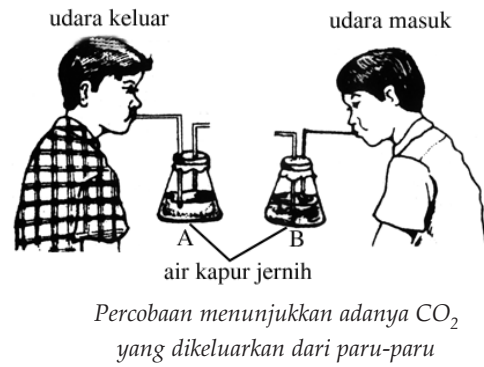 udara keluar
udara masuk
A
B
air kapur jernih
Percobaan menunjukkan adanya CO₂
yang dikeluarkan dari paru-paru